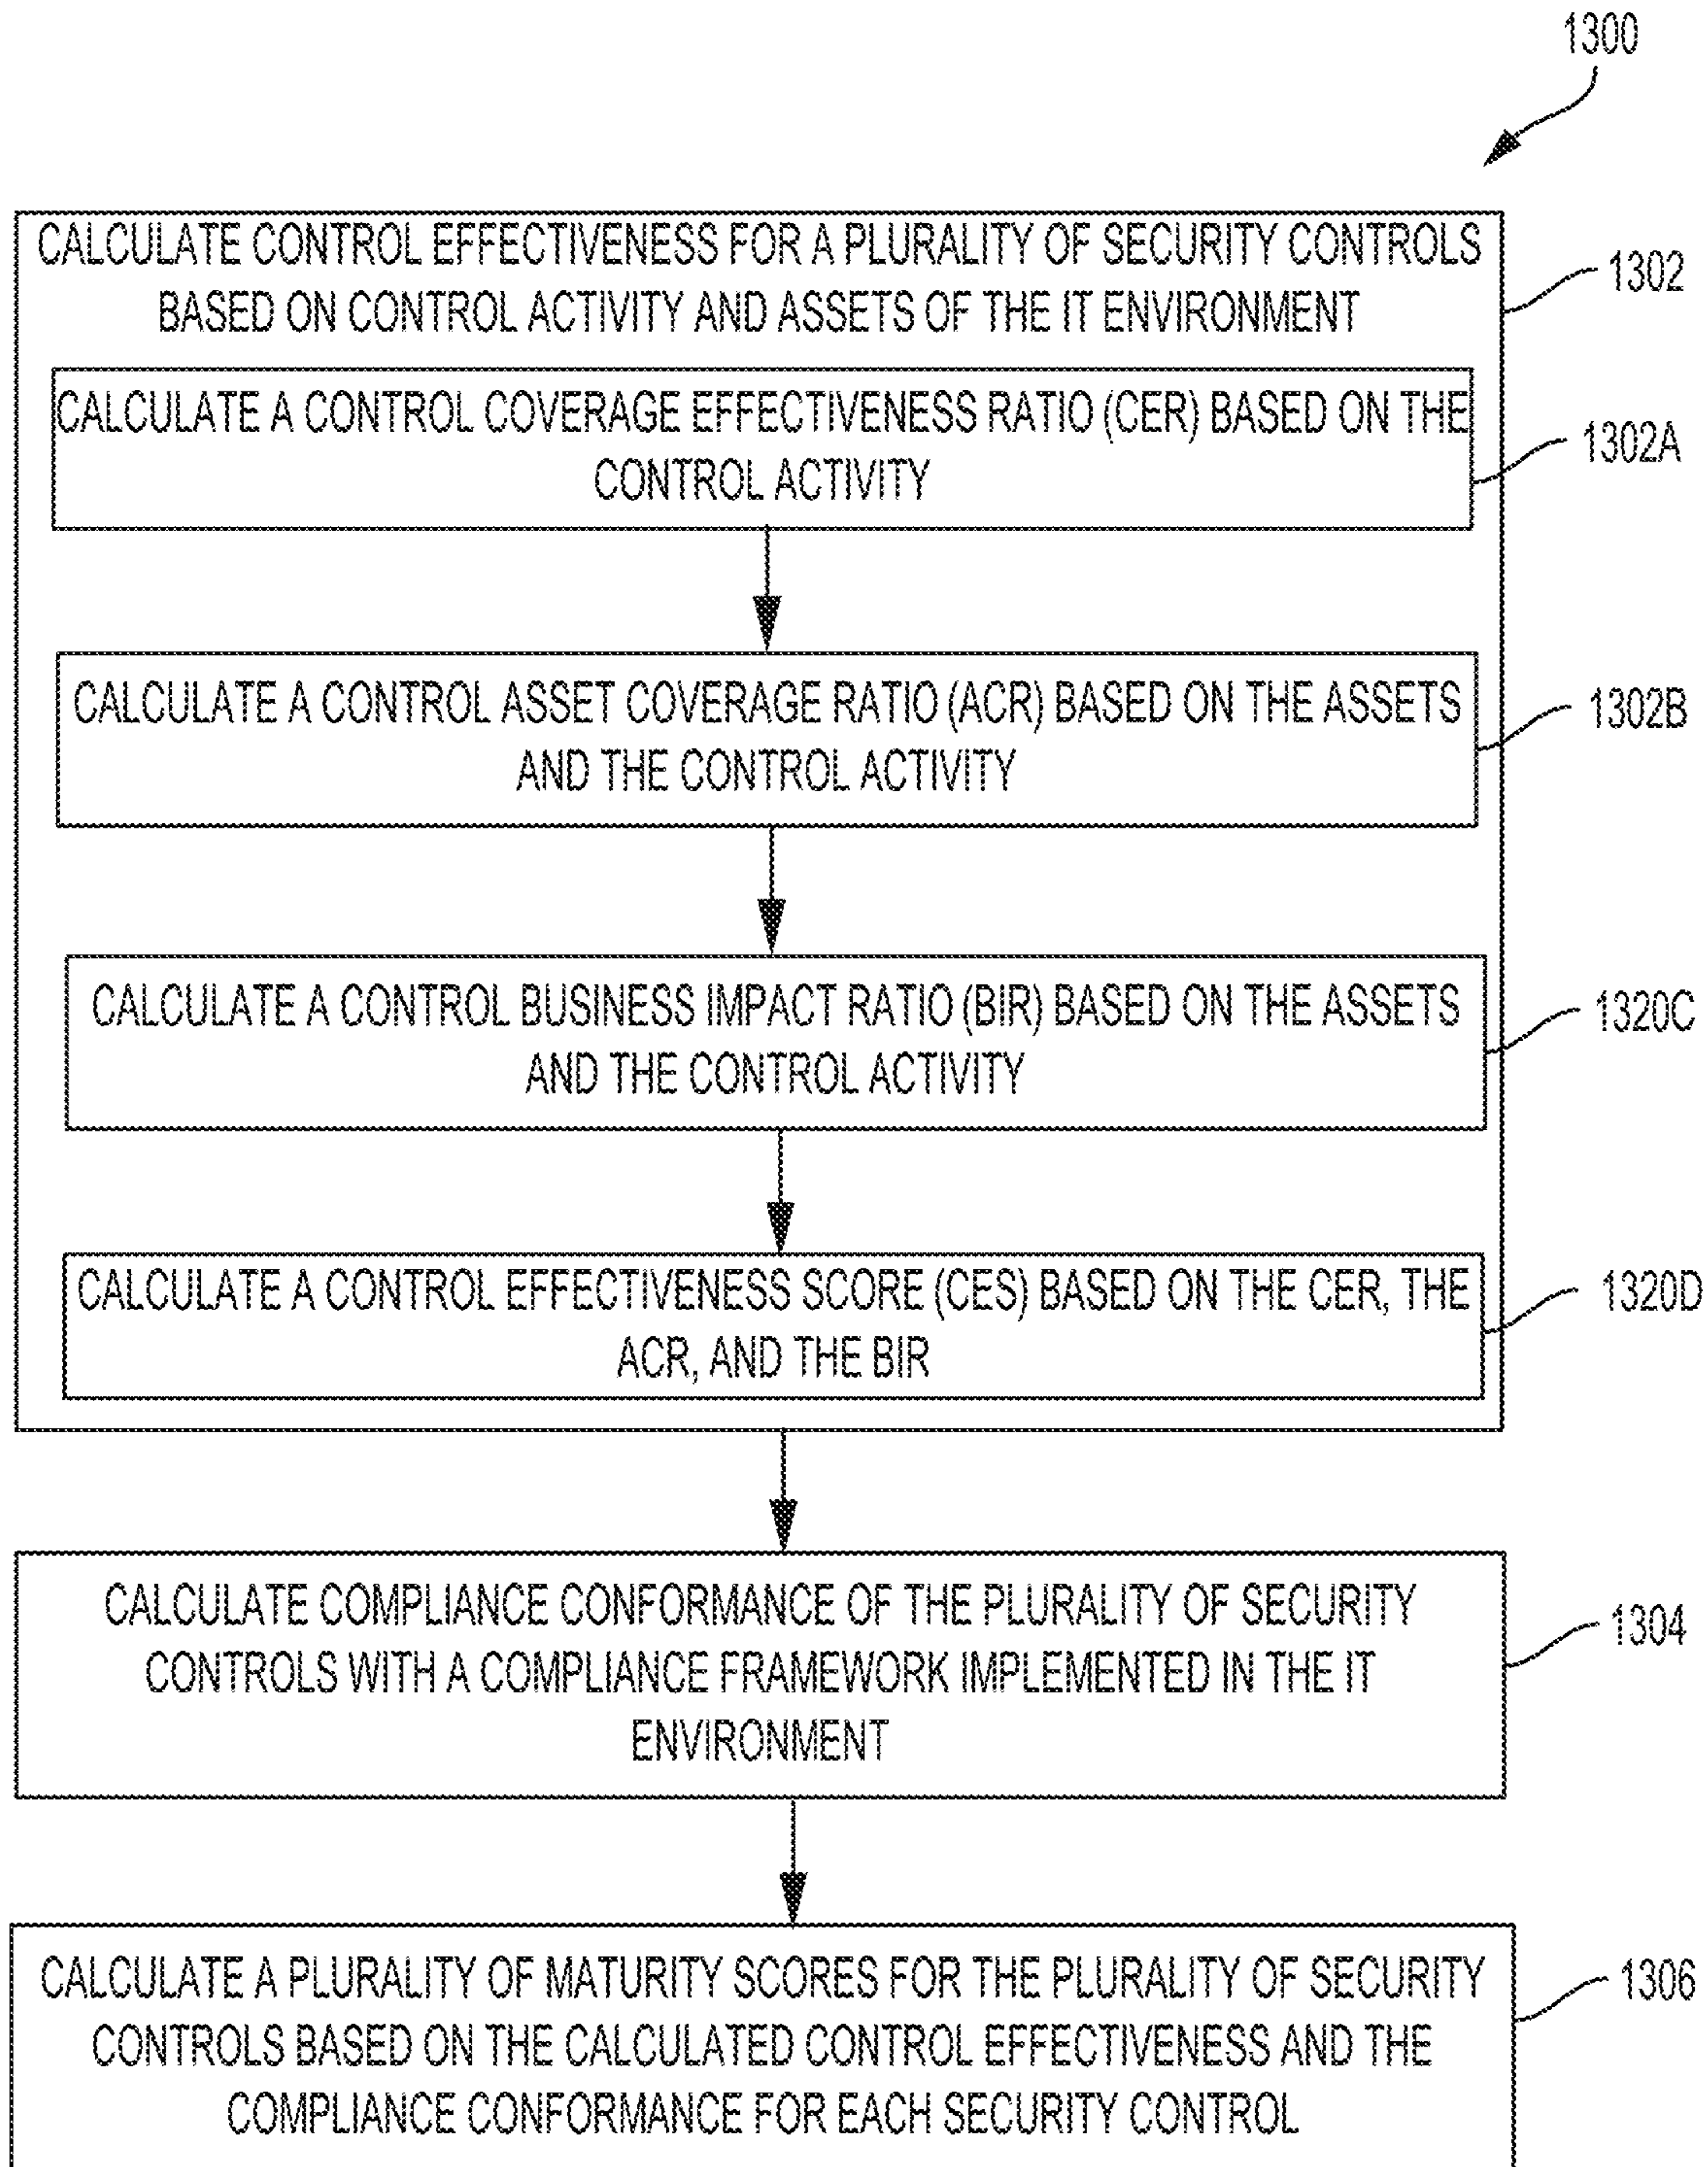 1300
CALCULATE CONTROL EFFECTIVENESS FOR A PLURALITY OF SECURITY CONTROLS
BASED ON CONTROL ACTIVITY AND ASSETS OF THE IT ENVIRONMENT
1302
CALCULATE A CONTROL COVERAGE EFFECTIVENESS RATIO (CER) BASED ON THE
CONTROL ACTIVITY
1302A
CALCULATE A CONTROL ASSET COVERAGE RATIO (ACR) BASED ON THE ASSETS
AND THE CONTROL ACTIVITY
1302B
CALCULATE A CONTROL BUSINESS IMPACT RATIO (BIR) BASED ON THE ASSETS
AND THE CONTROL ACTIVITY
1320C
CALCULATE A CONTROL EFFECTIVENESS SCORE (CES) BASED ON THE CER, THE
ACR, AND THE BIR
1320D
CALCULATE COMPLIANCE CONFORMANCE OF THE PLURALITY OF SECURITY
CONTROLS WITH A COMPLIANCE FRAMEWORK IMPLEMENTED IN THE IT
ENVIRONMENT
1304
CALCULATE A PLURALITY OF MATURITY SCORES FOR THE PLURALITY OF SECURITY
CONTROLS BASED ON THE CALCULATED CONTROL EFFECTIVENESS AND THE
COMPLIANCE CONFORMANCE FOR EACH SECURITY CONTROL
1306